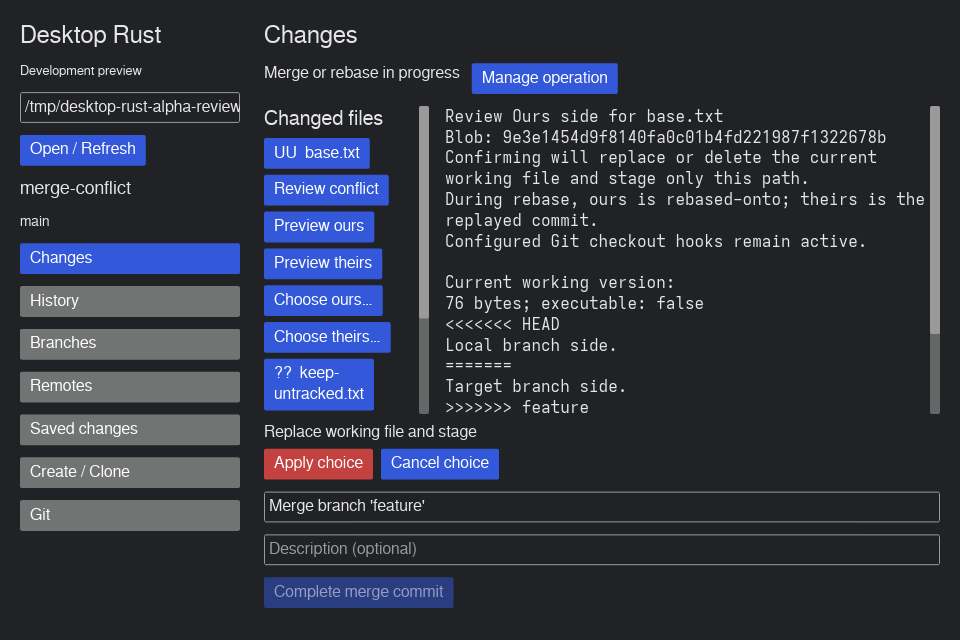 Desktop Rust
Development preview
/tmp/desktop-rust-alpha-review
Open / Refresh
merge-conflict
main
Changes
History
Branches
Remotes
Saved changes
Create / Clone
Git
Changes
Merge or rebase in progress
Manage operation
Changed files
UU base.txt
Review conflict
Preview ours
Preview theirs
Choose ours...
Choose theirs...
?? keep-
untracked.txt
Review Ours side for base.txt
Blob: 9e3e1454d9f8140fa0c01b4fd221987f1322678b
Confirming will replace or delete the current
working file and stage only this path.
During rebase, ours is rebased-onto; theirs is the
replayed commit.
Configured Git checkout hooks remain active.
Current working version:
76 bytes; executable: false
<<<<<<< HEAD
Local branch side.
=======
Target branch side.
>>>>>>> feature
Replace working file and stage
Apply choice
Cancel choice
Merge branch 'feature'
Description (optional)
Complete merge commit